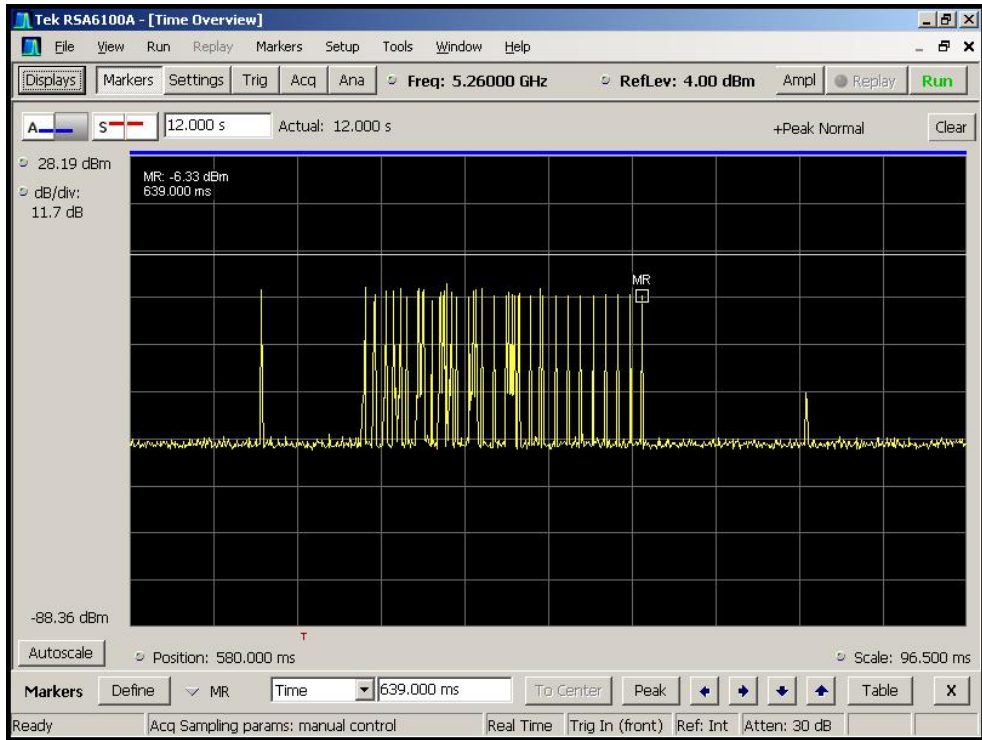 Tek RSA6100A - [Time Overview]
File View Run Replay Markers Setup Tools Window Help
Displays Markers Settings Trig Acq Ana Freq: 5.26000 GHz RefLev: 4.00 dBm Ampl Replay Run
A S 12.000 s Actual: 12.000 s +Peak Normal Clear
28.19 dBm
dB/div:
11.7 dB
MR: -6.33 dBm
639.000 ms
MR
-88.36 dBm
T
Autoscale Position: 580.000 ms Scale: 96.500 ms
Markers Define MR Time 639.000 ms To Center Peak Table X
Ready Acq Sampling params: manual control Real Time Trig In (front) Ref: Int Atten: 30 dB